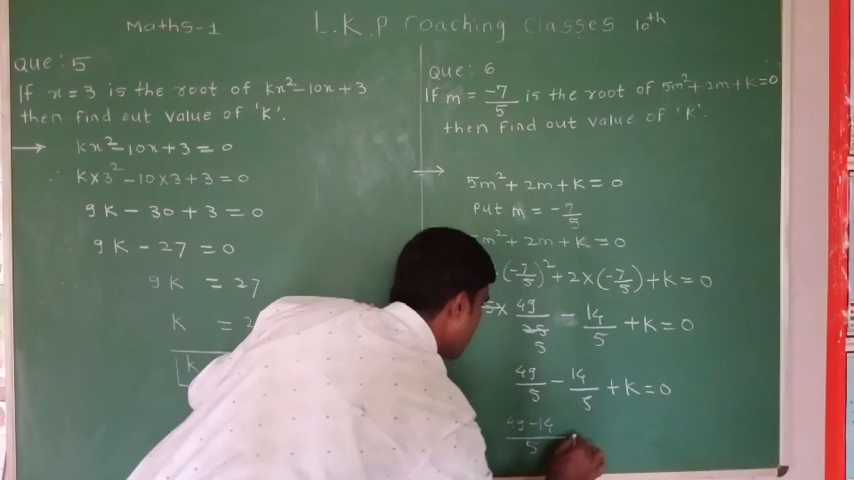 Maths-1 L.K.P coaching classes 10th
Que: 5
If x = 3 is the root of kx²-10x+3
then find out value of 'k'.
→ kx²-10x+3 = 0
∴ k×3²-10×3+3 = 0
9k - 30 + 3 = 0
∴ 9k - 27 = 0
9k = 27
k = 2
k
Que: 6
If m = -7/5 is the root of 5m²+2m+k=0
then find out value of 'k'.
→ 5m²+2m+k = 0
Put m = -7/5
m²+2m+k = 0
(-7/5)²+2×(-7/5)+k = 0
5× 49/25 - 14/5 + k = 0
5
49/5 - 14/5 + k = 0
49-14/5